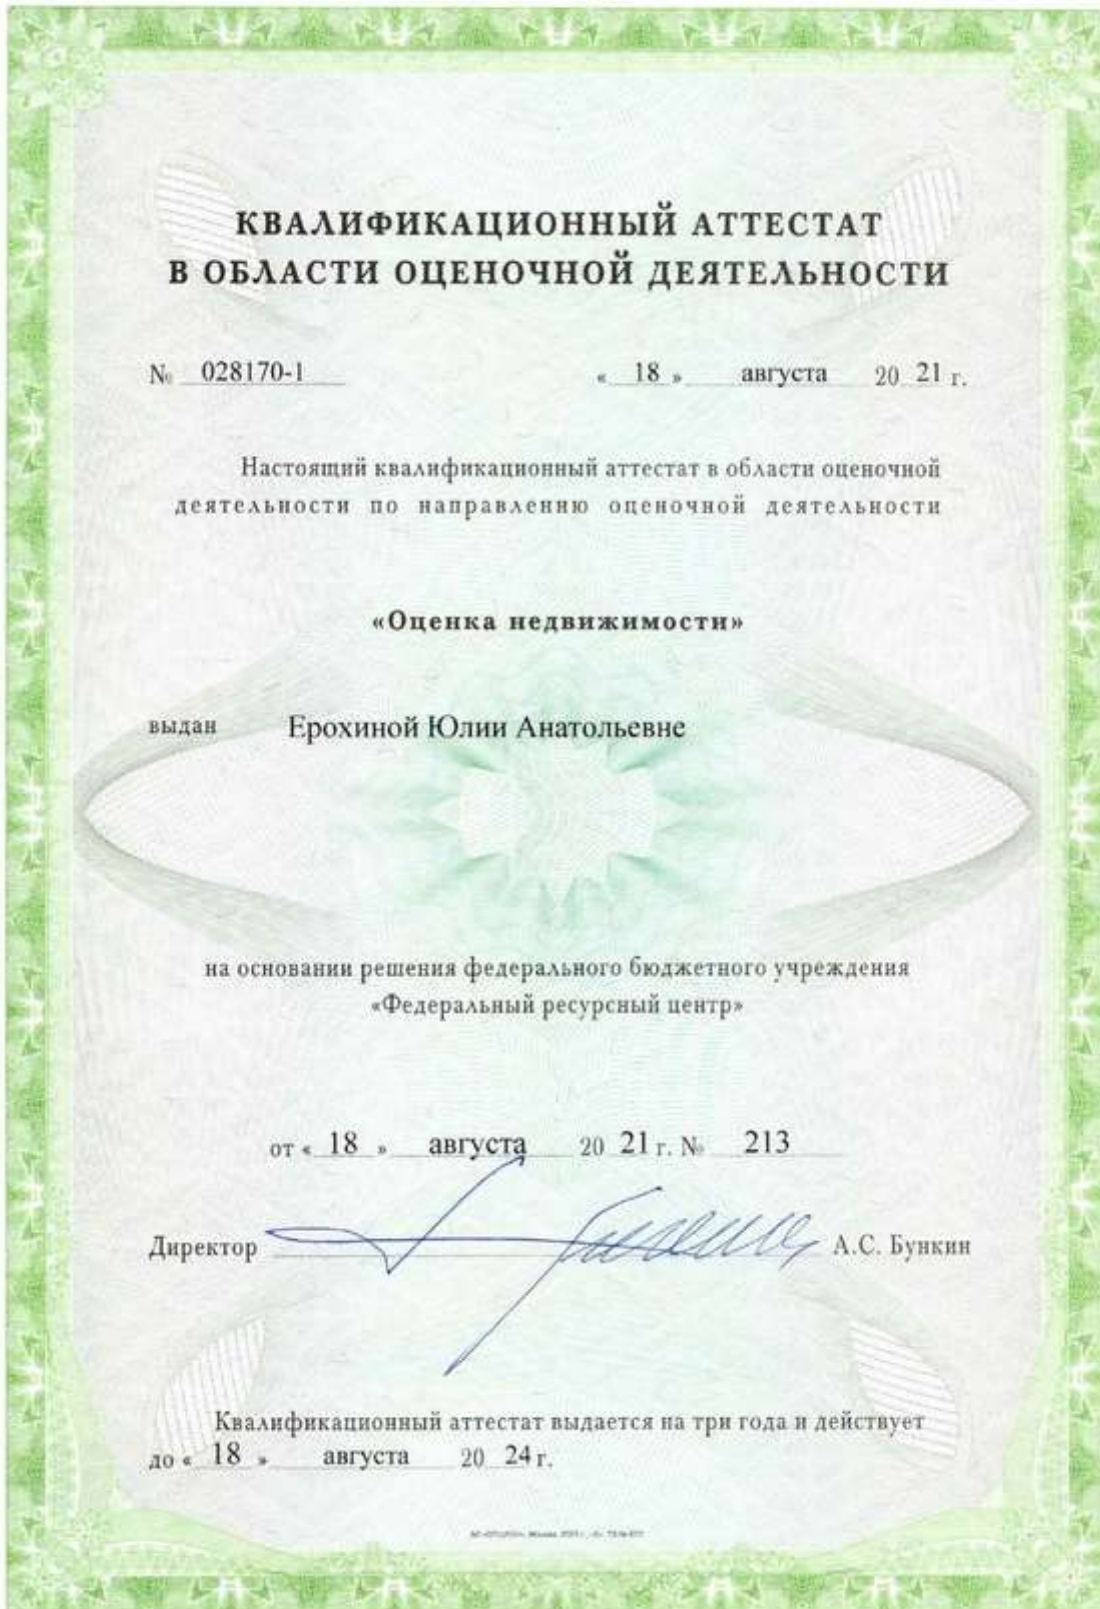 КВАЛИФИКАЦИОННЫЙ АТТЕСТАТ
В ОБЛАСТИ ОЦЕНОЧНОЙ ДЕЯТЕЛЬНОСТИ
№ 028170-1 « 18 » августа 20 21 г.
Настоящий квалификационный аттестат в области оценочной
деятельности по направлению оценочной деятельности
«Оценка недвижимости»
выдан Ерохиной Юлии Анатольевне
на основании решения федерального бюджетного учреждения
«Федеральный ресурсный центр»
от « 18 » августа 20 21 г. № 213
Директор А.С. Бункин
Квалификационный аттестат выдается на три года и действует
до « 18 » августа 20 24 г.